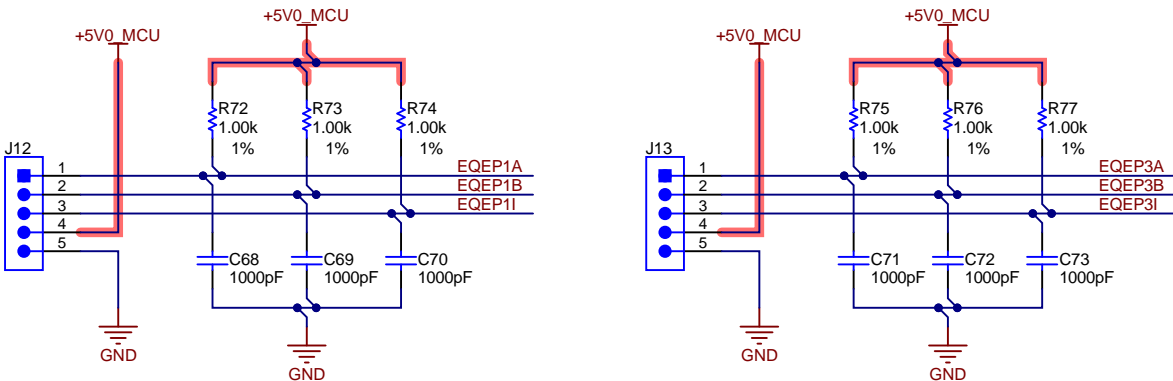 +5V0_MCU
+5V0_MCU
R72
1.00k
1%
R73
1.00k
1%
R74
1.00k
1%
J12
1
2
3
4
5
EQEP1A
EQEP1B
EQEP1I
C68
1000pF
C69
1000pF
C70
1000pF
GND
GND
+5V0_MCU
+5V0_MCU
R75
1.00k
1%
R76
1.00k
1%
R77
1.00k
1%
J13
1
2
3
4
5
EQEP3A
EQEP3B
EQEP3I
C71
1000pF
C72
1000pF
C73
1000pF
GND
GND